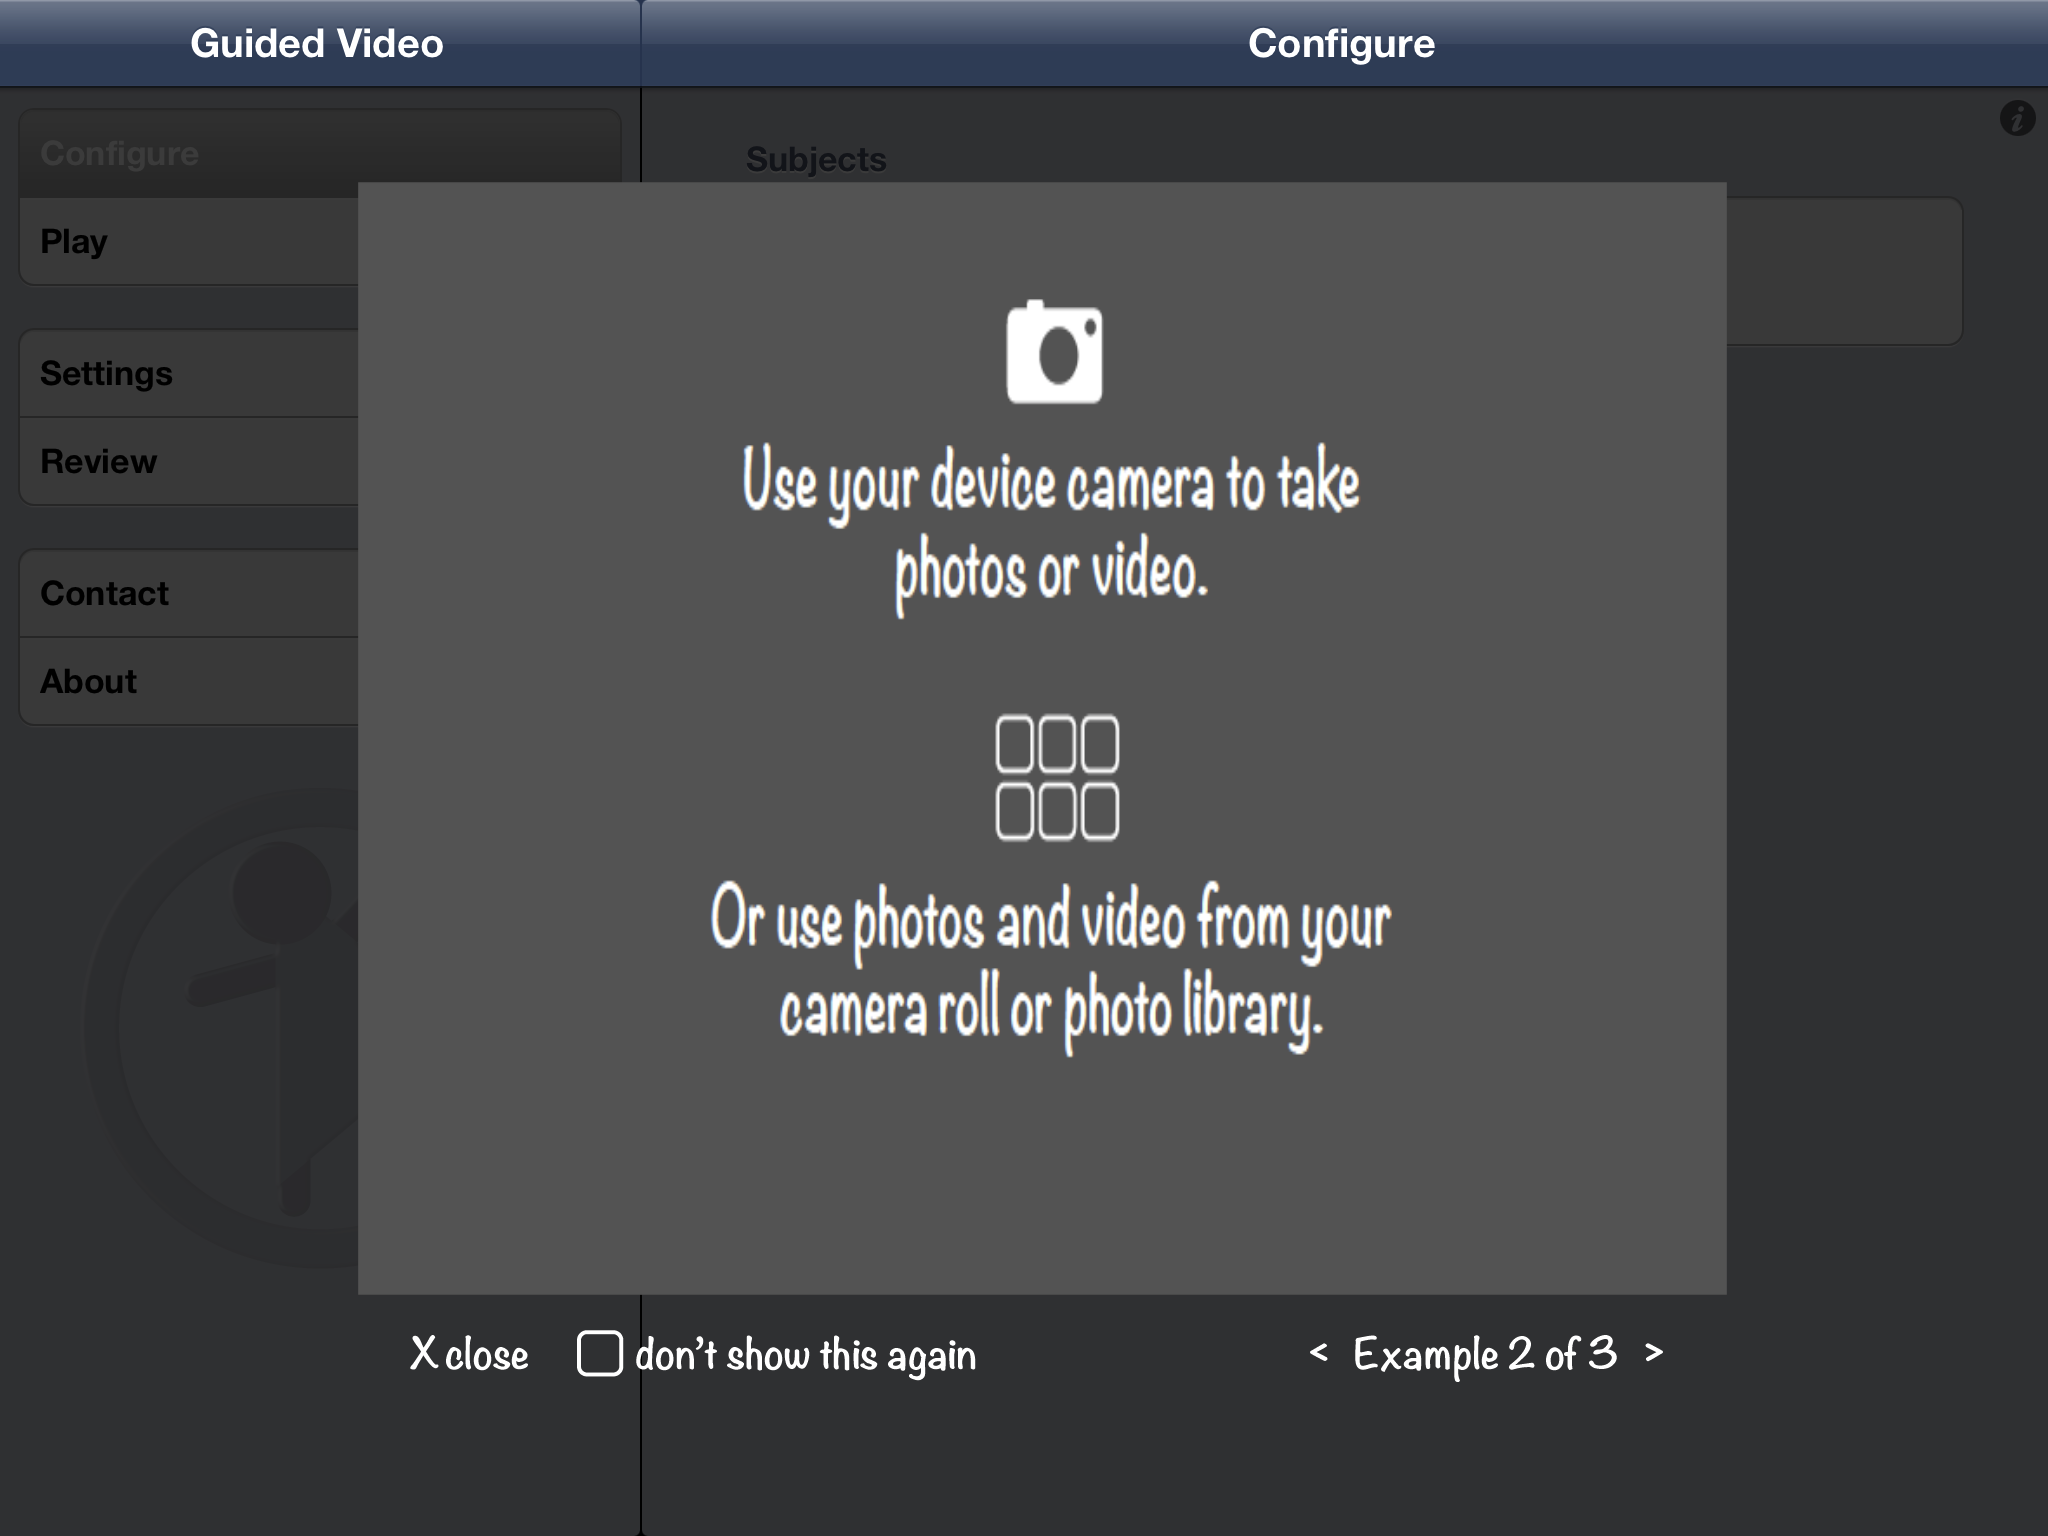 Guided Video
Configure
Configure
Play
Settings
Review
Contact
About
Subjects
Use your device camera to take
photos or video.
Or use photos and video from your
camera roll or photo library.
X close
don't show this again
< Example 2 of 3 >